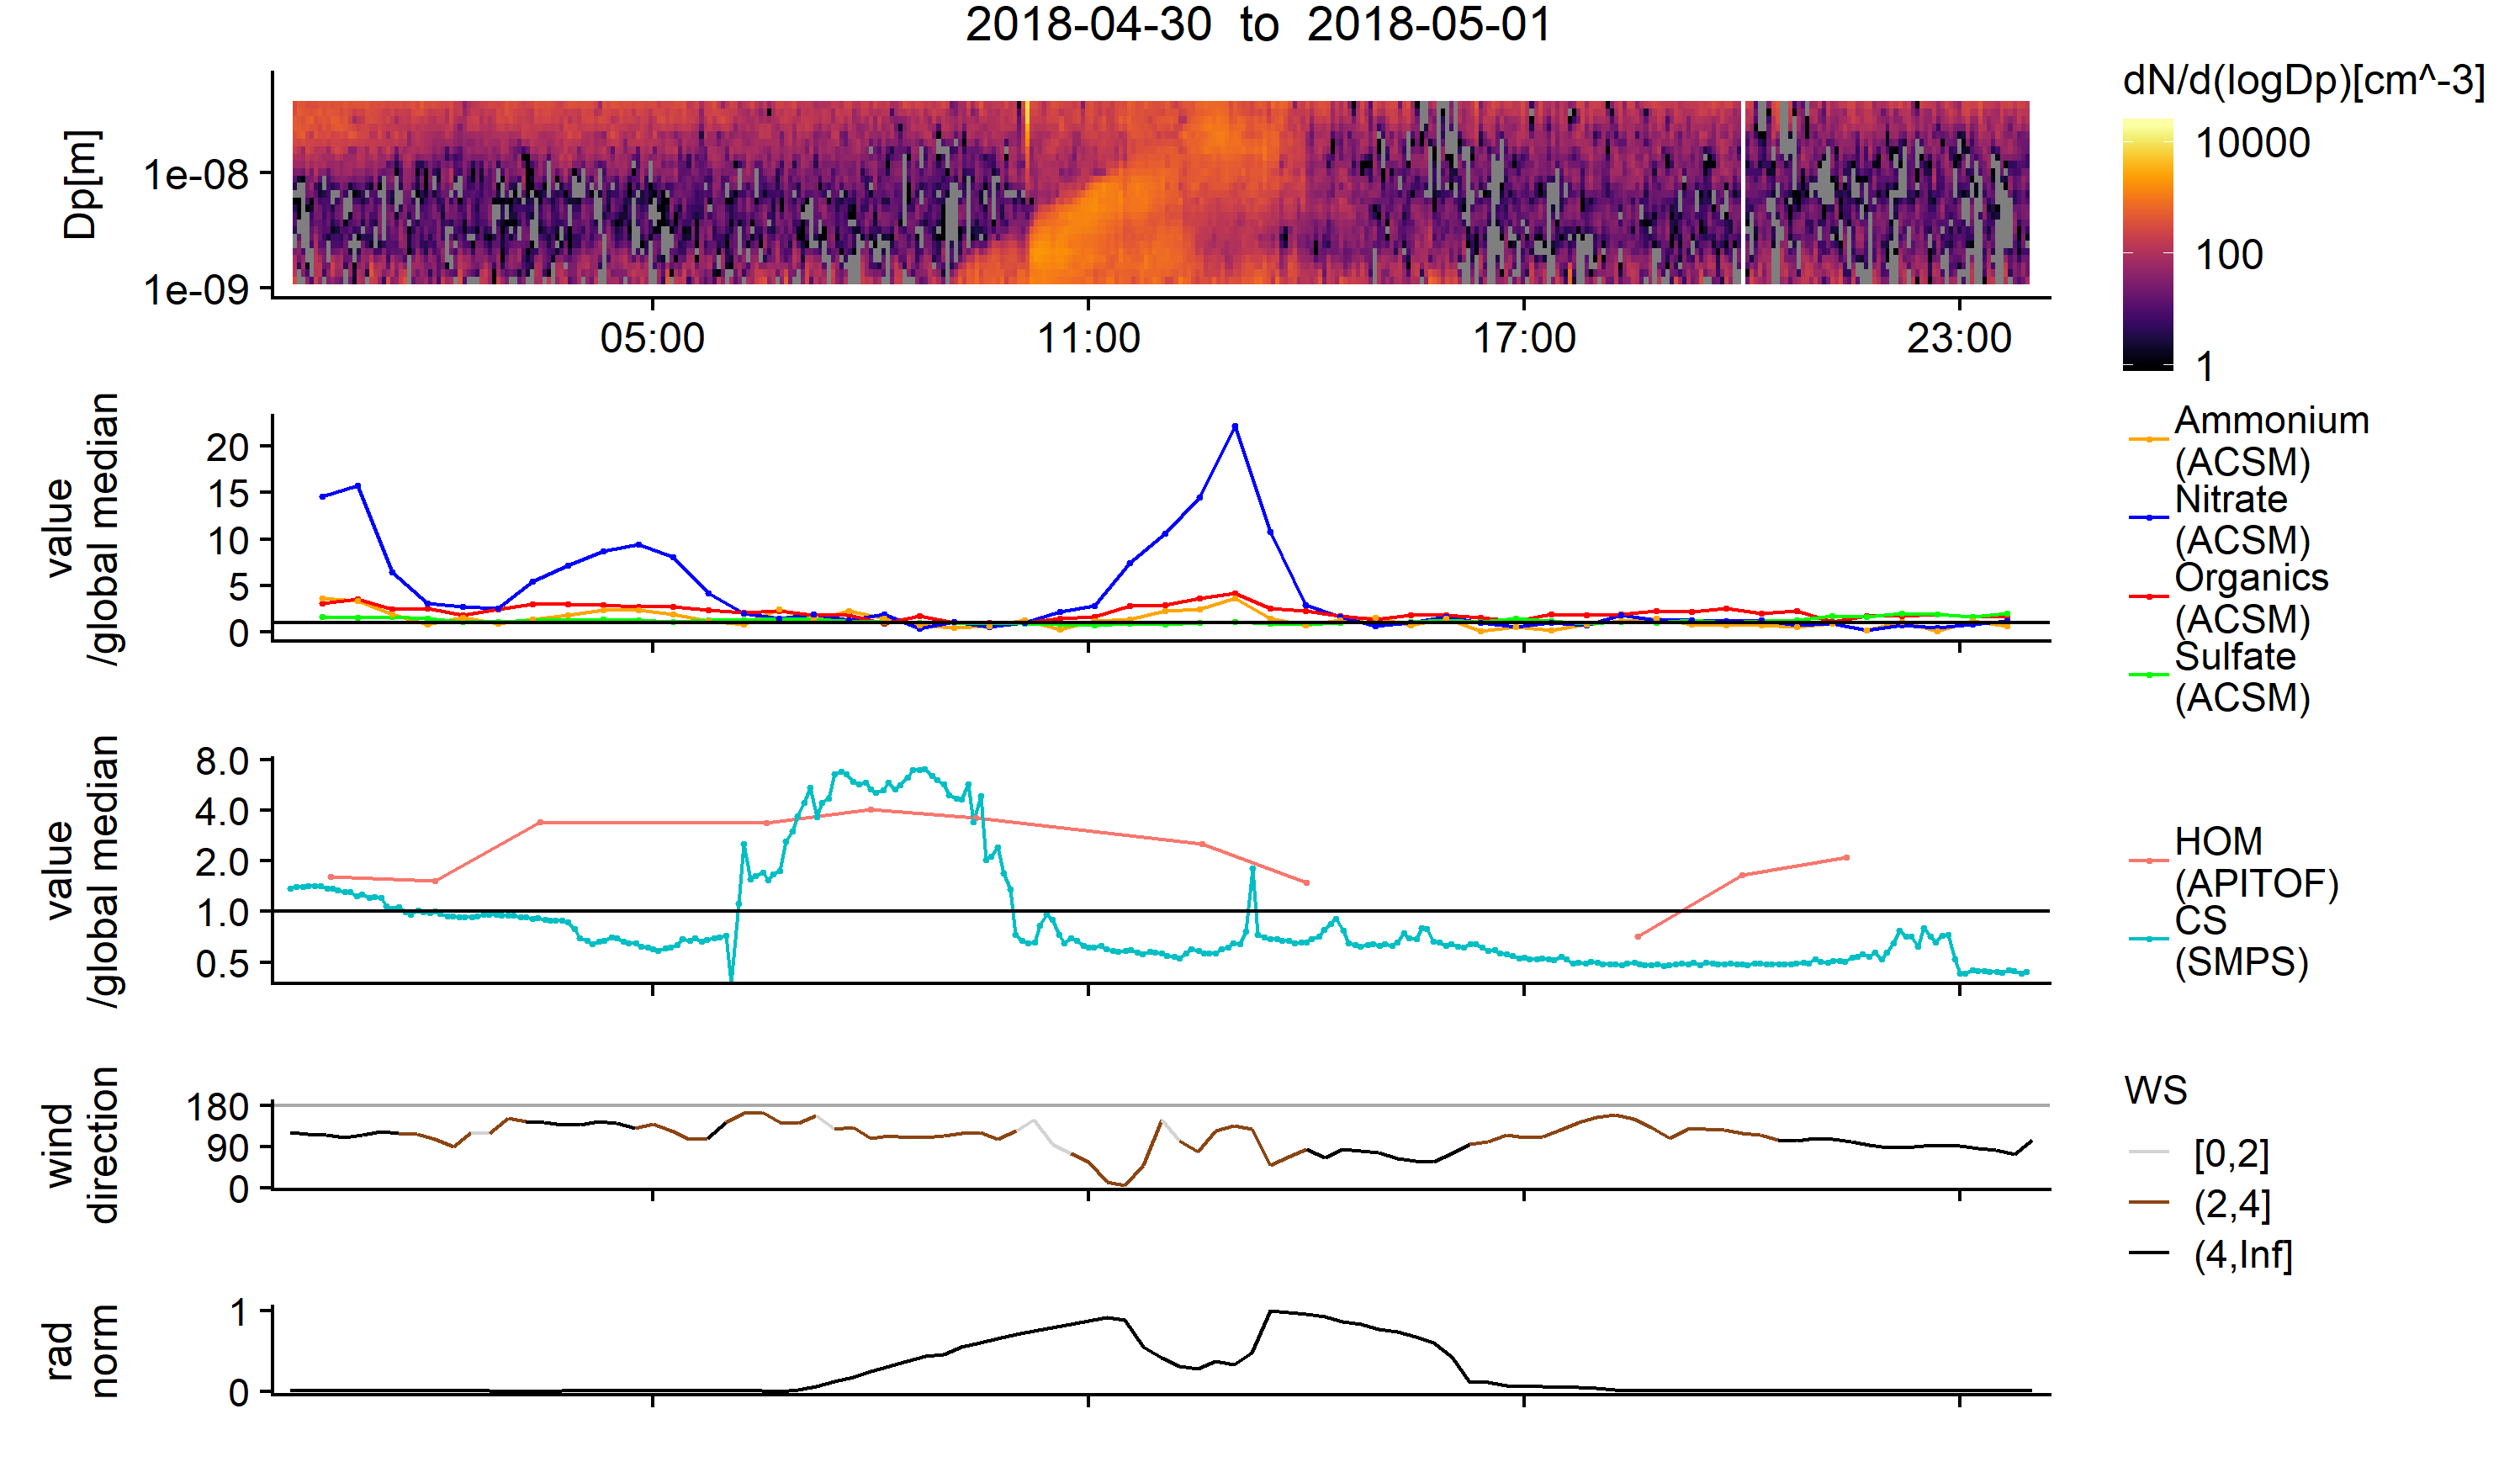 2018-04-30 to 2018-05-01
Dp[m]
1e-08
1e-09
05:00
11:00
17:00
23:00
dN/d(logDp)[cm^-3]
10000
100
1
value
/global median
20
15
10
5
0
Ammonium
(ACSM)
Nitrate
(ACSM)
Organics
(ACSM)
Sulfate
(ACSM)
value
/global median
8.0
4.0
2.0
1.0
0.5
HOM
(APITOF)
CS
(SMPS)
wind
direction
180
90
0
WS
[0,2]
(2,4]
(4,Inf]
rad
norm
1
0